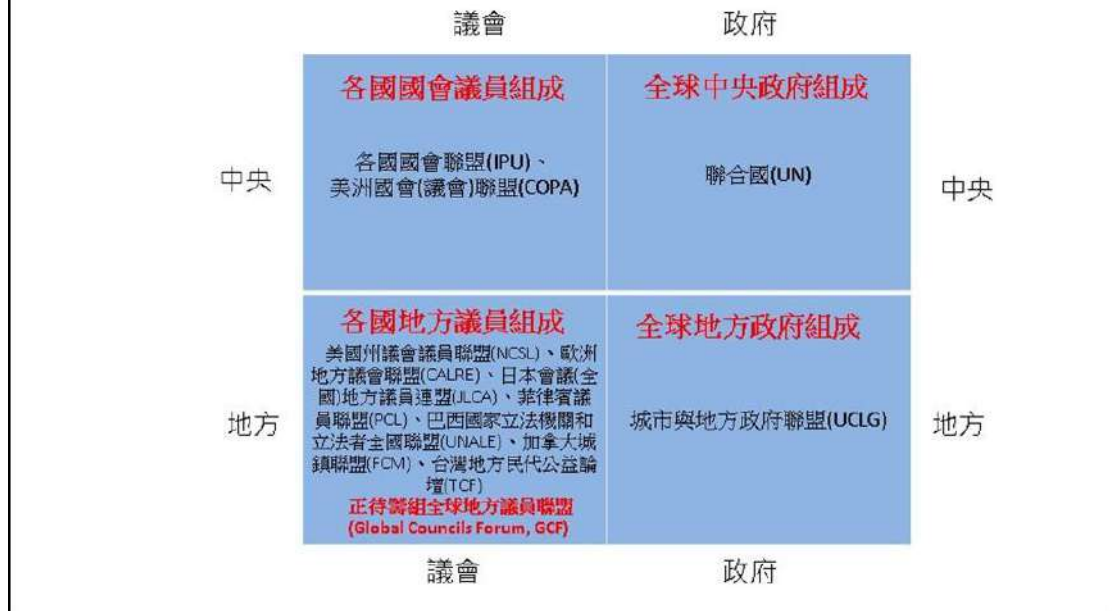 議會
政府
各國國會議員組成
全球中央政府組成
中央
各國國會聯盟(IPU)、
美洲國會(議會)聯盟(COPA)
聯合國(UN)
中央
各國地方議員組成
美國州議會議員聯盟(NCSL)、歐洲
地方議會聯盟(CALRE)、日本會議(全
國)地方議員連盟(JLCA)、菲律賓議
員聯盟(PCL)、巴西國家立法機關和
立法者全國聯盟(UNALE)、加拿大城
鎮聯盟(FCM)、台灣地方民代公益論
壇(TCF)
正待籌組全球地方議員聯盟
(Global Councils Forum, GCF)
全球地方政府組成
地方
城市與地方政府聯盟(UCLG)
地方
議會
政府